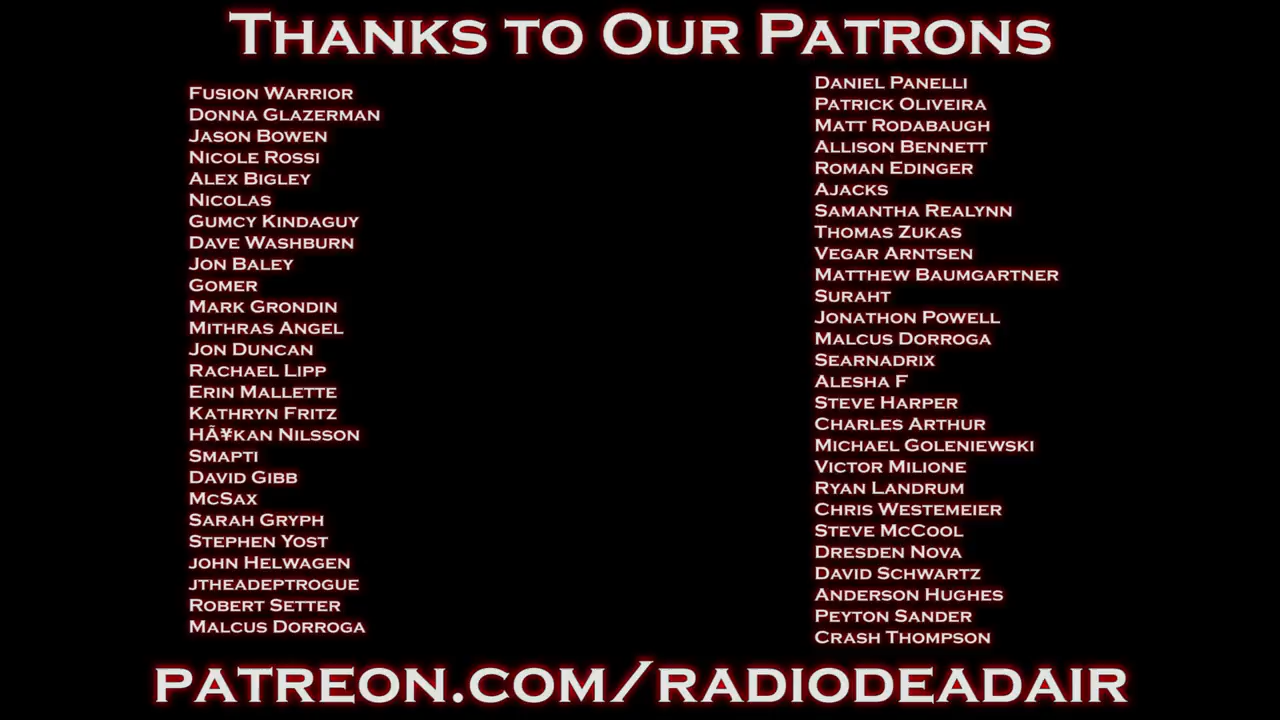 Thanks to Our Patrons
Fusion Warrior
Donna Glazerman
Jason Bowen
Nicole Rossi
Alex Bigley
Nicolas
Gumcy Kindaguy
Dave Washburn
Jon Baley
Gomer
Mark Grondin
Mithras Angel
Jon Duncan
Rachael Lipp
Erin Mallette
Kathryn Fritz
HÃ¥kan Nilsson
Smapti
David Gibb
McSax
Sarah Gryph
Stephen Yost
john Helwagen
jtheadeptrogue
Robert Setter
Malcus Dorroga
Daniel Panelli
Patrick Oliveira
Matt Rodabaugh
Allison Bennett
Roman Edinger
Ajacks
Samantha Realynn
Thomas Zukas
Vegar Arntsen
Matthew Baumgartner
Suraht
Jonathon Powell
Malcus Dorroga
Searnadrix
Alesha F
Steve Harper
Charles Arthur
Michael Goleniewski
Victor Milione
Ryan Landrum
Chris Westemeier
Steve McCool
Dresden Nova
David Schwartz
Anderson Hughes
Peyton Sander
Crash Thompson
patreon.com/radiodeadair